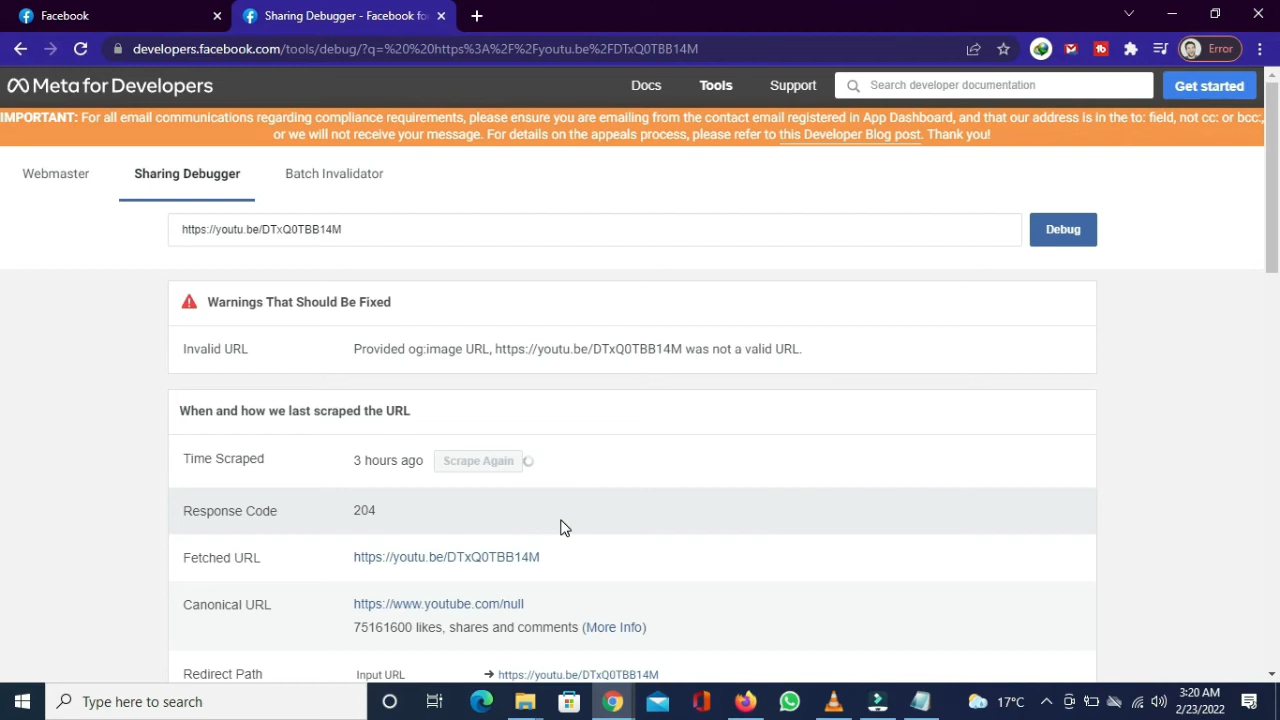 Facebook
Sharing Debugger - Facebook for
developers.facebook.com/tools/debug/?q=%20%20https%3A%2F%2Fyoutu.be%2FDTxQ0TBB14M
Error
Meta for Developers
Docs
Tools
Support
Search developer documentation
Get started
IMPORTANT: For all email communications regarding compliance requirements, please ensure you are emailing from the contact email registered in App Dashboard, and that our address is in the to: field, not cc: or bcc:,
or we will not receive your message. For details on the appeals process, please refer to this Developer Blog post. Thank you!
Webmaster
Sharing Debugger
Batch Invalidator
https://youtu.be/DTxQ0TBB14M
Debug
Warnings That Should Be Fixed
Invalid URL
Provided og:image URL, https://youtu.be/DTxQ0TBB14M was not a valid URL.
When and how we last scraped the URL
Time Scraped
3 hours ago
Scrape Again
Response Code
204
Fetched URL
https://youtu.be/DTxQ0TBB14M
Canonical URL
https://www.youtube.com/null
75161600 likes, shares and comments (More Info)
Redirect Path
Input URL
→ https://youtu.be/DTxQ0TBB14M
Type here to search
17°C
3:20 AM
2/23/2022